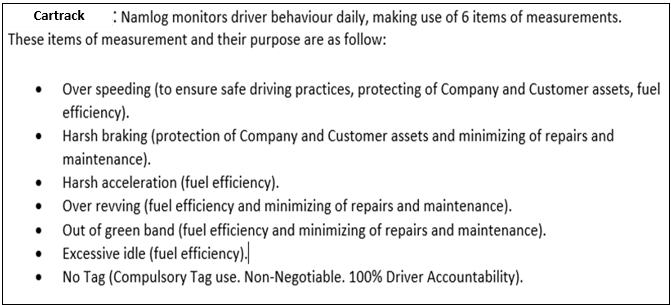 Cartrack : Namlog monitors driver behaviour daily, making use of 6 items of measurements.
These items of measurement and their purpose are as follow:
• Over speeding (to ensure safe driving practices, protecting of Company and Customer assets, fuel
efficiency).
• Harsh braking (protection of Company and Customer assets and minimizing of repairs and
maintenance).
• Harsh acceleration (fuel efficiency).
• Over revving (fuel efficiency and minimizing of repairs and maintenance).
• Out of green band (fuel efficiency and minimizing of repairs and maintenance).
• Excessive idle (fuel efficiency).
• No Tag (Compulsory Tag use. Non-Negotiable. 100% Driver Accountability).